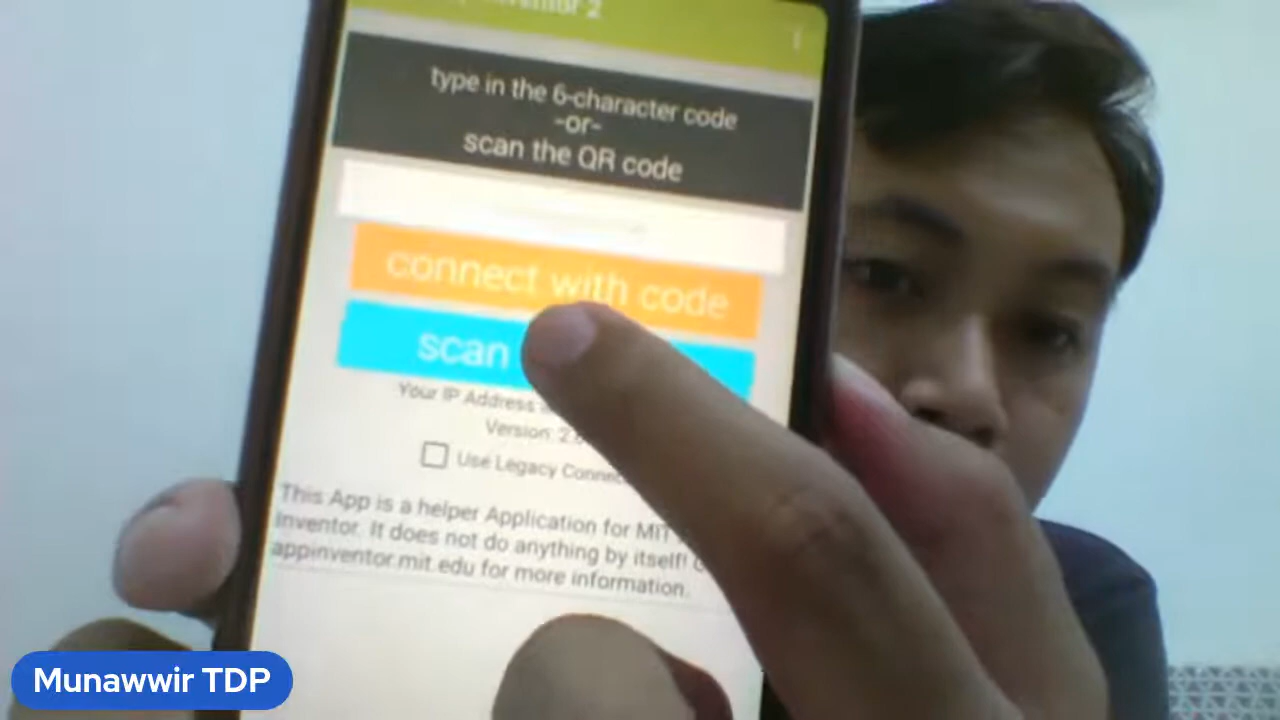 2
type in the 6-character code
-or-
scan the QR code
connect with code
scan
Your IP Address
Version:
Use Legacy
This App is a helper Application for MIT
Inventor. It does not do anything by itself!
appinventor.mit.edu for more information.
Munawwir TDP